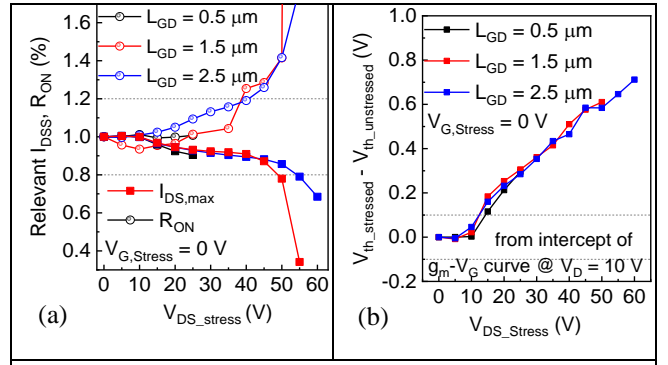 Relevant I_DSS, R_ON (%)
1.6
1.4
1.2
1.0
0.8
0.6
0.4
L_GD = 0.5 μm
L_GD = 1.5 μm
L_GD = 2.5 μm
I_DS,max
R_ON
V_G,Stress = 0 V
0 10 20 30 40 50 60
(a)
V_DS_stress (V)
V_th_stressed - V_th_unstressed (V)
1.0
0.8
0.6
0.4
0.2
0.0
-0.2
L_GD = 0.5 μm
L_GD = 1.5 μm
L_GD = 2.5 μm
V_G,Stress = 0 V
from intercept of
g_m-V_G curve @ V_D = 10 V
0 10 20 30 40 50 60
(b)
V_DS_Stress (V)